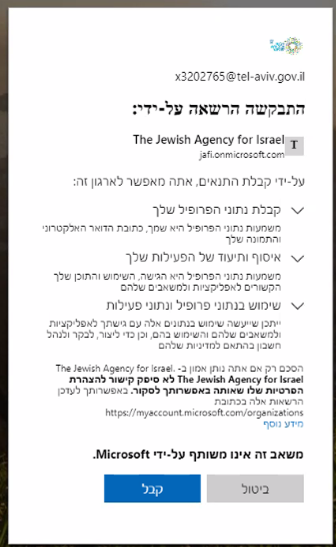 x3202765@tel-aviv.gov.il
התבקשה הרשאה על-ידי:
The Jewish Agency for Israel
T
jafi.onmicrosoft.com
על-ידי קבלת התנאים, אתה מאפשר לארגון זה:
קבלת נתוני הפרופיל שלך
משמעות נתוני הפרופיל היא שמך, כתובת הדואר האלקטרוני
והתמונה שלך
איסוף ותיעוד של הפעילות שלך
משמעות נתוני הפרופיל היא הגישה, השימוש והתוכן שלך
הקשורים לאפליקציות ולמשאבים שלהם
שימוש בנתוני פרופיל ונתוני פעילות
ייתכן שייעשה שימוש בנתונים אלה עם גישתך לאפליקציות
ולמשאבים שלהם והשימוש בהם, וכן כדי ליצור, לבקר ולנהל
חשבון בהתאם למדיניות שלהם
הסכם רק אם אתה נותן אמון ב- The Jewish Agency for Israel.
The Jewish Agency for Israel לא סיפק קישור להצהרת
הפרטיות שלו שאותה באפשרותך לסקור. באפשרותך לעדכן
הרשאות אלה בכתובת
https://myaccount.microsoft.com/organizations
מידע נוסף
משאב זה אינו משותף על-ידי Microsoft.
ביטול
קבל